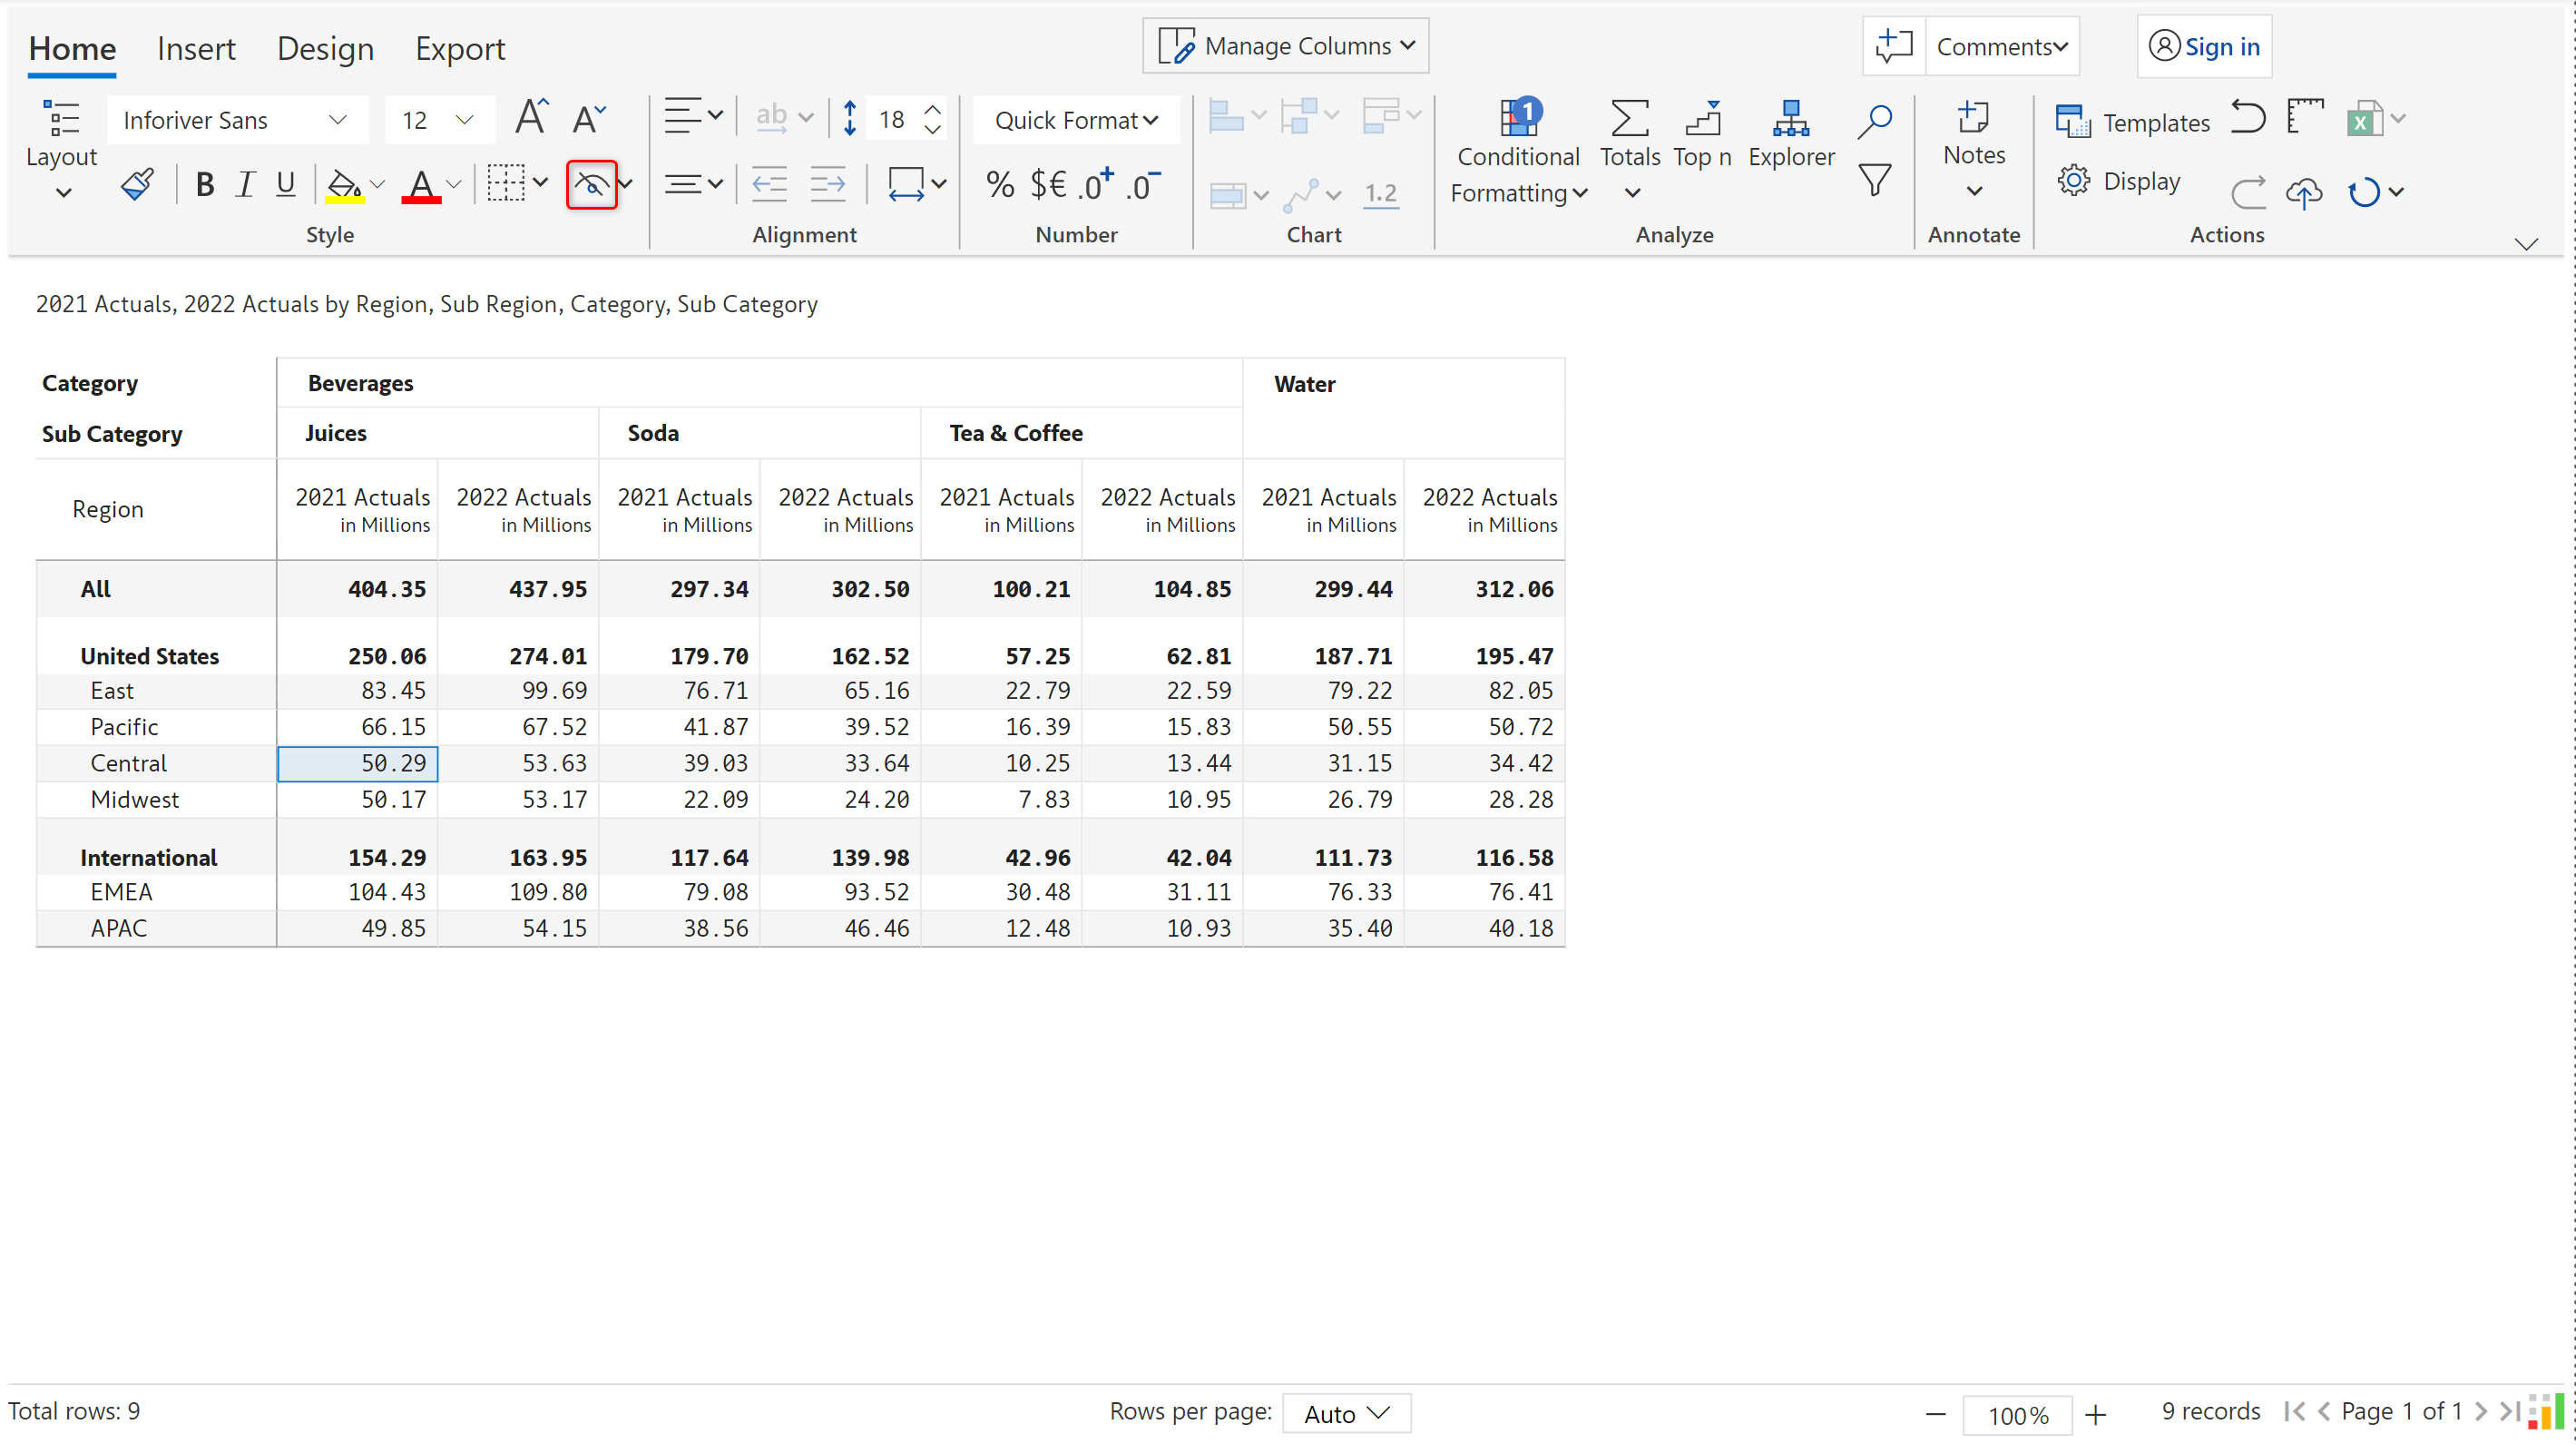 Home Insert Design Export Manage Columns Comments Sign in
Layout Inforiver Sans 12 A A ab 18 Quick Format 1 Conditional Formatting Totals Top n Explorer Notes Templates
B I U A % $€ .0+ .0- 1.2 Display
Style Alignment Number Chart Analyze Annotate Actions
2021 Actuals, 2022 Actuals by Region, Sub Region, Category, Sub Category
Category Beverages Water
Sub Category Juices Soda Tea & Coffee
Region 2021 Actuals in Millions 2022 Actuals in Millions 2021 Actuals in Millions 2022 Actuals in Millions 2021 Actuals in Millions 2022 Actuals in Millions 2021 Actuals in Millions 2022 Actuals in Millions
All 404.35 437.95 297.34 302.50 100.21 104.85 299.44 312.06
United States 250.06 274.01 179.70 162.52 57.25 62.81 187.71 195.47
East 83.45 99.69 76.71 65.16 22.79 22.59 79.22 82.05
Pacific 66.15 67.52 41.87 39.52 16.39 15.83 50.55 50.72
Central 50.29 53.63 39.03 33.64 10.25 13.44 31.15 34.42
Midwest 50.17 53.17 22.09 24.20 7.83 10.95 26.79 28.28
International 154.29 163.95 117.64 139.98 42.96 42.04 111.73 116.58
EMEA 104.43 109.80 79.08 93.52 30.48 31.11 76.33 76.41
APAC 49.85 54.15 38.56 46.46 12.48 10.93 35.40 40.18
Total rows: 9 Rows per page: Auto 100% 9 records Page 1 of 1